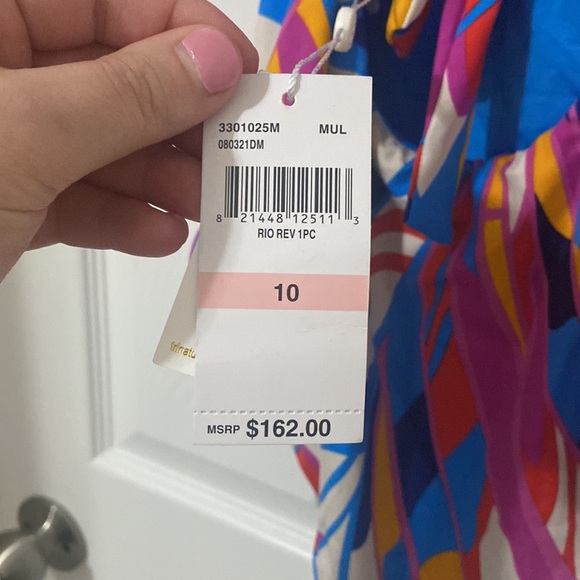 3301025M MUL
080321DM
8 21448 12511 3
RIO REV 1PC
10
MSRP $162.00